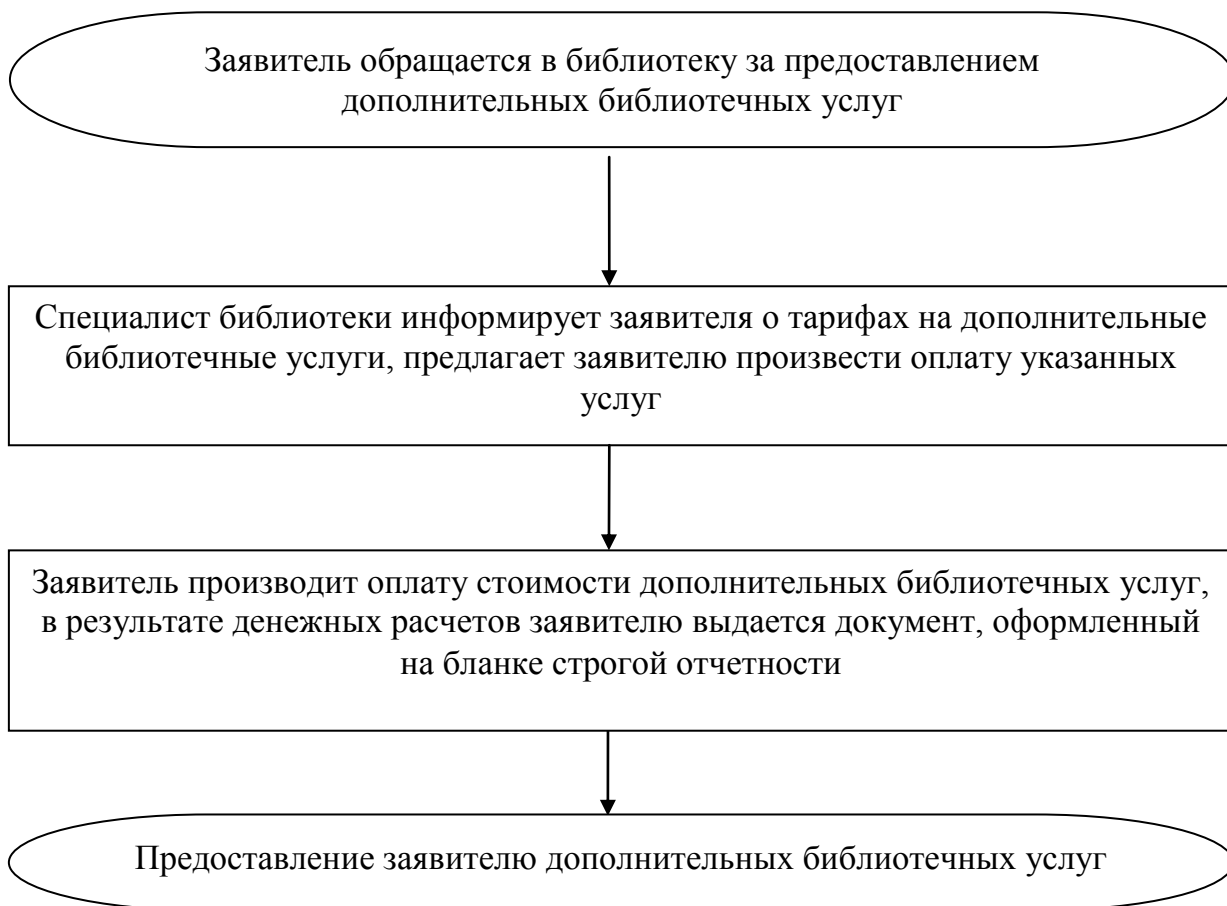 Заявитель обращается в библиотеку за предоставлением
дополнительных библиотечных услуг
Специалист библиотеки информирует заявителя о тарифах на дополнительные
библиотечные услуги, предлагает заявителю произвести оплату указанных
услуг
Заявитель производит оплату стоимости дополнительных библиотечных услуг,
в результате денежных расчетов заявителю выдается документ, оформленный
на бланке строгой отчетности
Предоставление заявителю дополнительных библиотечных услуг